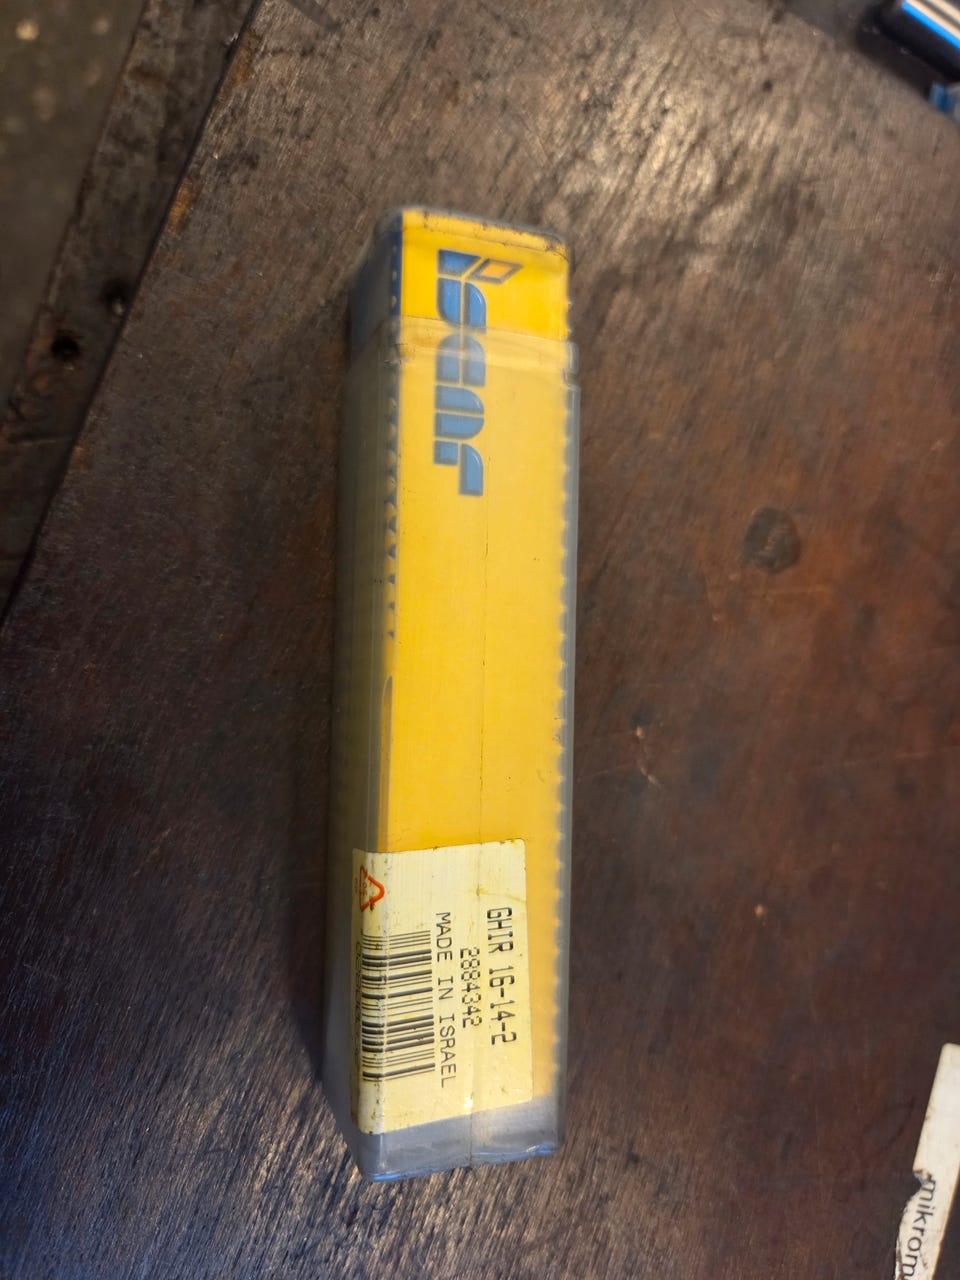 iscar
GHIR 16-14-2
2884342
MADE IN ISRAEL
mikrom